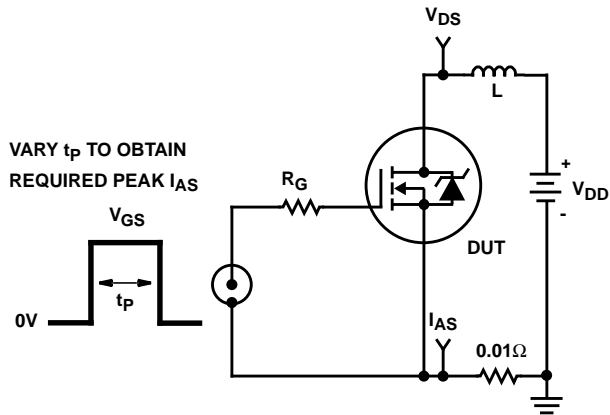 V_DS
L
VARY t_P TO OBTAIN
REQUIRED PEAK I_AS
R_G
+
V_DD
-
V_GS
DUT
t_P
0V
I_AS
0.01Ω